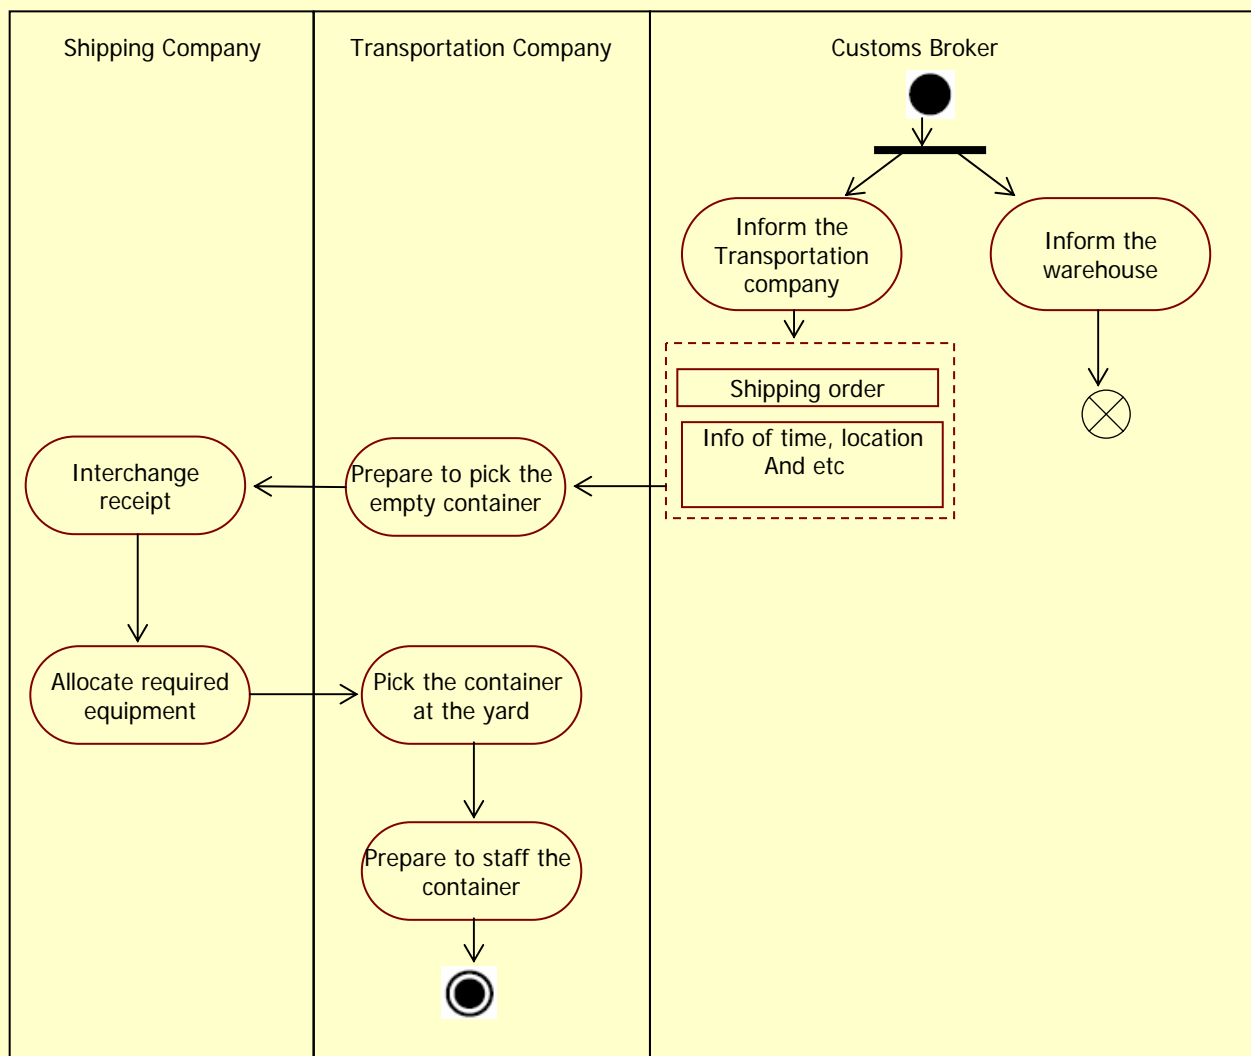 Shipping Company
Transportation Company
Customs Broker
Inform the
Transportation
company
Inform the
warehouse
Shipping order
Info of time, location
And etc
Prepare to pick the
empty container
Interchange
receipt
Allocate required
equipment
Pick the container
at the yard
Prepare to staff the
container